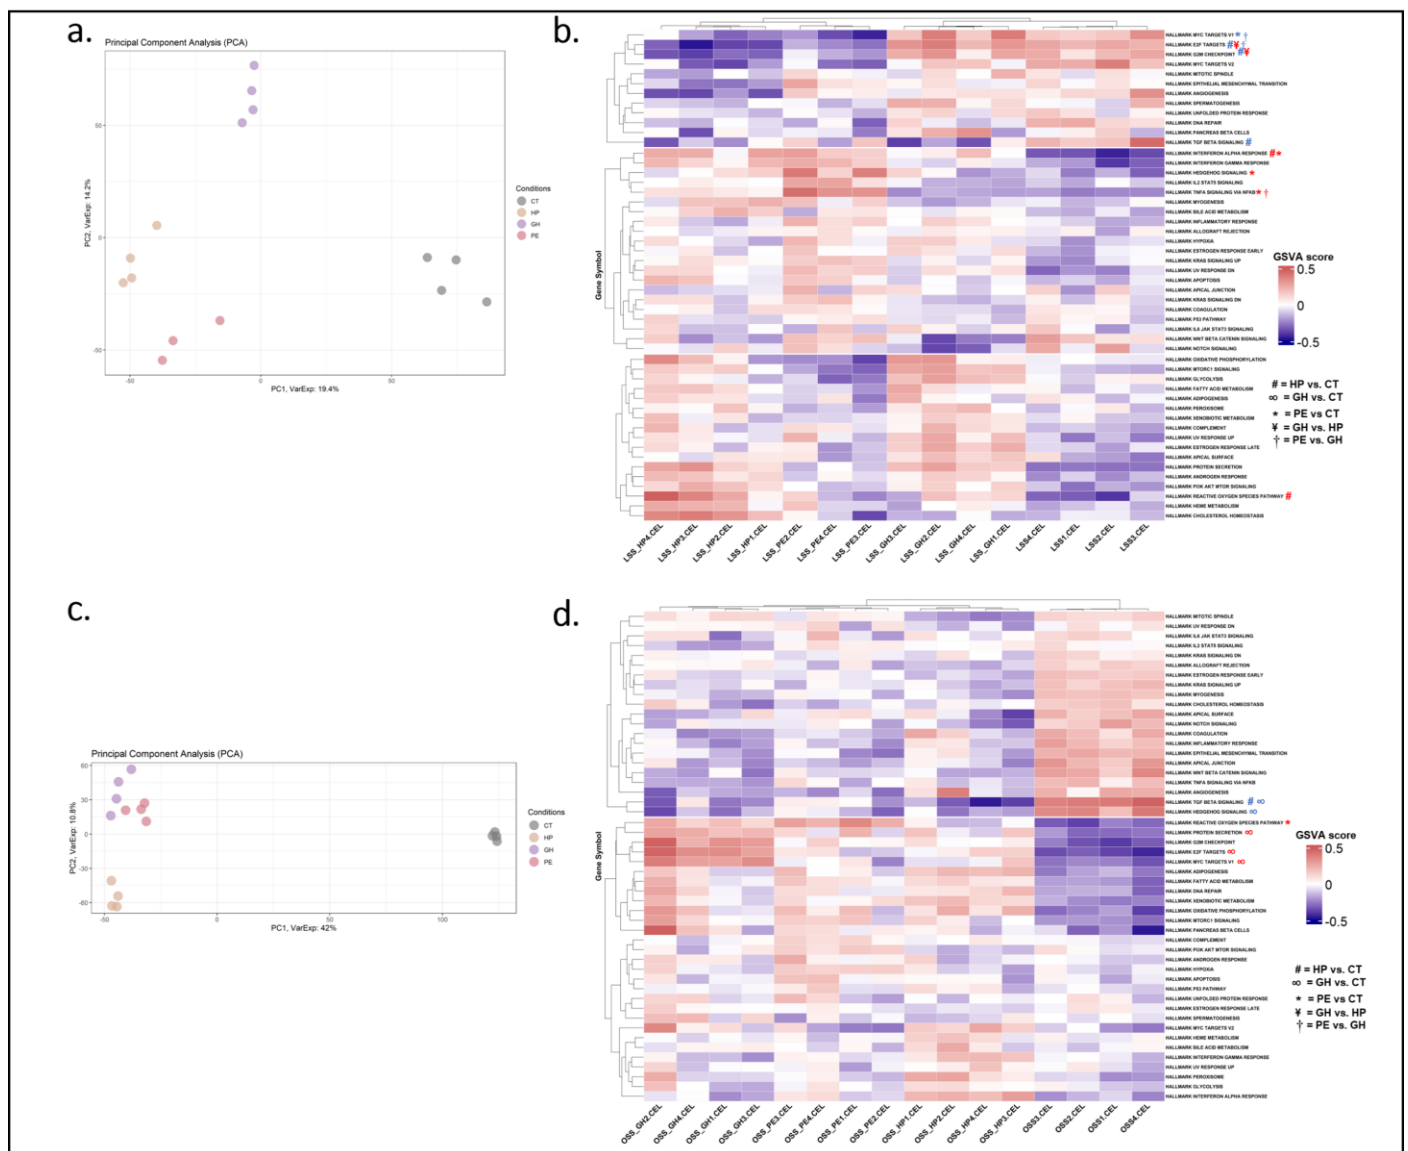 a.
Principal Component Analysis (PCA)
PC2, VarExp: 14.2%
50
0
-50
-50
0
50
PC1, VarExp: 19.4%
Conditions
CT
HP
GH
PE
b.
HALLMARK MYC TARGETS V1 * †
HALLMARK E2F TARGETS #¥†
HALLMARK G2M CHECKPOINT #¥
HALLMARK MYC TARGETS V2
HALLMARK MITOTIC SPINDLE
HALLMARK EPITHELIAL MESENCHYMAL TRANSITION
HALLMARK ANGIOGENESIS
HALLMARK SPERMATOGENESIS
HALLMARK UNFOLDED PROTEIN RESPONSE
HALLMARK DNA REPAIR
HALLMARK PANCREAS BETA CELLS
HALLMARK TGF BETA SIGNALING #
HALLMARK INTERFERON ALPHA RESPONSE #*
HALLMARK INTERFERON GAMMA RESPONSE
HALLMARK HEDGEHOG SIGNALING *
HALLMARK IL2 STAT5 SIGNALING
HALLMARK TNFA SIGNALING VIA NFKB * †
HALLMARK MYOGENESIS
HALLMARK BILE ACID METABOLISM
HALLMARK INFLAMMATORY RESPONSE
HALLMARK ALLOGRAFT REJECTION
HALLMARK HYPOXIA
HALLMARK ESTROGEN RESPONSE EARLY
HALLMARK KRAS SIGNALING UP
HALLMARK UV RESPONSE DN
HALLMARK APOPTOSIS
HALLMARK APICAL JUNCTION
HALLMARK KRAS SIGNALING DN
HALLMARK COAGULATION
HALLMARK P53 PATHWAY
HALLMARK IL6 JAK STAT3 SIGNALING
HALLMARK WNT BETA CATENIN SIGNALING
HALLMARK NOTCH SIGNALING
HALLMARK OXIDATIVE PHOSPHORYLATION
HALLMARK MTORC1 SIGNALING
HALLMARK GLYCOLYSIS
HALLMARK FATTY ACID METABOLISM
HALLMARK ADIPOGENESIS
HALLMARK PEROXISOME
HALLMARK XENOBIOTIC METABOLISM
HALLMARK COMPLEMENT
HALLMARK UV RESPONSE UP
HALLMARK ESTROGEN RESPONSE LATE
HALLMARK APICAL SURFACE
HALLMARK PROTEIN SECRETION
HALLMARK ANDROGEN RESPONSE
HALLMARK PI3K AKT MTOR SIGNALING
HALLMARK REACTIVE OXYGEN SPECIES PATHWAY #
HALLMARK HEME METABOLISM
HALLMARK CHOLESTEROL HOMEOSTASIS
Gene Symbol
LSS_HP4.CEL
LSS_HP3.CEL
LSS_HP2.CEL
LSS_HP1.CEL
LSS_PE2.CEL
LSS_PE4.CEL
LSS_PE3.CEL
LSS_GH3.CEL
LSS_GH2.CEL
LSS_GH4.CEL
LSS_GH1.CEL
LSS4.CEL
LSS1.CEL
LSS2.CEL
LSS3.CEL
GSVA score
0.5
0
-0.5
# = HP vs. CT
∞ = GH vs. CT
* = PE vs CT
¥ = GH vs. HP
† = PE vs. GH
c.
Principal Component Analysis (PCA)
PC2, VarExp: 10.8%
60
30
0
-30
-60
-50
0
50
100
PC1, VarExp: 42%
Conditions
CT
HP
GH
PE
d.
HALLMARK MITOTIC SPINDLE
HALLMARK UV RESPONSE DN
HALLMARK IL6 JAK STAT3 SIGNALING
HALLMARK IL2 STAT5 SIGNALING
HALLMARK KRAS SIGNALING DN
HALLMARK ALLOGRAFT REJECTION
HALLMARK ESTROGEN RESPONSE EARLY
HALLMARK KRAS SIGNALING UP
HALLMARK MYOGENESIS
HALLMARK CHOLESTEROL HOMEOSTASIS
HALLMARK APICAL SURFACE
HALLMARK NOTCH SIGNALING
HALLMARK COAGULATION
HALLMARK INFLAMMATORY RESPONSE
HALLMARK EPITHELIAL MESENCHYMAL TRANSITION
HALLMARK APICAL JUNCTION
HALLMARK WNT BETA CATENIN SIGNALING
HALLMARK TNFA SIGNALING VIA NFKB
HALLMARK ANGIOGENESIS
HALLMARK TGF BETA SIGNALING # ∞
HALLMARK HEDGEHOG SIGNALING ∞
HALLMARK REACTIVE OXYGEN SPECIES PATHWAY *
HALLMARK PROTEIN SECRETION ∞
HALLMARK G2M CHECKPOINT
HALLMARK E2F TARGETS ∞
HALLMARK MYC TARGETS V1 ∞
HALLMARK ADIPOGENESIS
HALLMARK FATTY ACID METABOLISM
HALLMARK DNA REPAIR
HALLMARK XENOBIOTIC METABOLISM
HALLMARK OXIDATIVE PHOSPHORYLATION
HALLMARK MTORC1 SIGNALING
HALLMARK PANCREAS BETA CELLS
HALLMARK COMPLEMENT
HALLMARK PI3K AKT MTOR SIGNALING
HALLMARK ANDROGEN RESPONSE
HALLMARK HYPOXIA
HALLMARK APOPTOSIS
HALLMARK P53 PATHWAY
HALLMARK UNFOLDED PROTEIN RESPONSE
HALLMARK ESTROGEN RESPONSE LATE
HALLMARK SPERMATOGENESIS
HALLMARK MYC TARGETS V2
HALLMARK HEME METABOLISM
HALLMARK BILE ACID METABOLISM
HALLMARK INTERFERON GAMMA RESPONSE
HALLMARK UV RESPONSE UP
HALLMARK PEROXISOME
HALLMARK GLYCOLYSIS
HALLMARK INTERFERON ALPHA RESPONSE
Gene Symbol
OSS_GH2.CEL
OSS_GH4.CEL
OSS_GH1.CEL
OSS_GH3.CEL
OSS_PE3.CEL
OSS_PE4.CEL
OSS_PE1.CEL
OSS_PE2.CEL
OSS_HP1.CEL
OSS_HP2.CEL
OSS_HP4.CEL
OSS_HP3.CEL
OSS3.CEL
OSS2.CEL
OSS1.CEL
OSS4.CEL
GSVA score
0.5
0
-0.5
# = HP vs. CT
∞ = GH vs. CT
* = PE vs CT
¥ = GH vs. HP
† = PE vs. GH